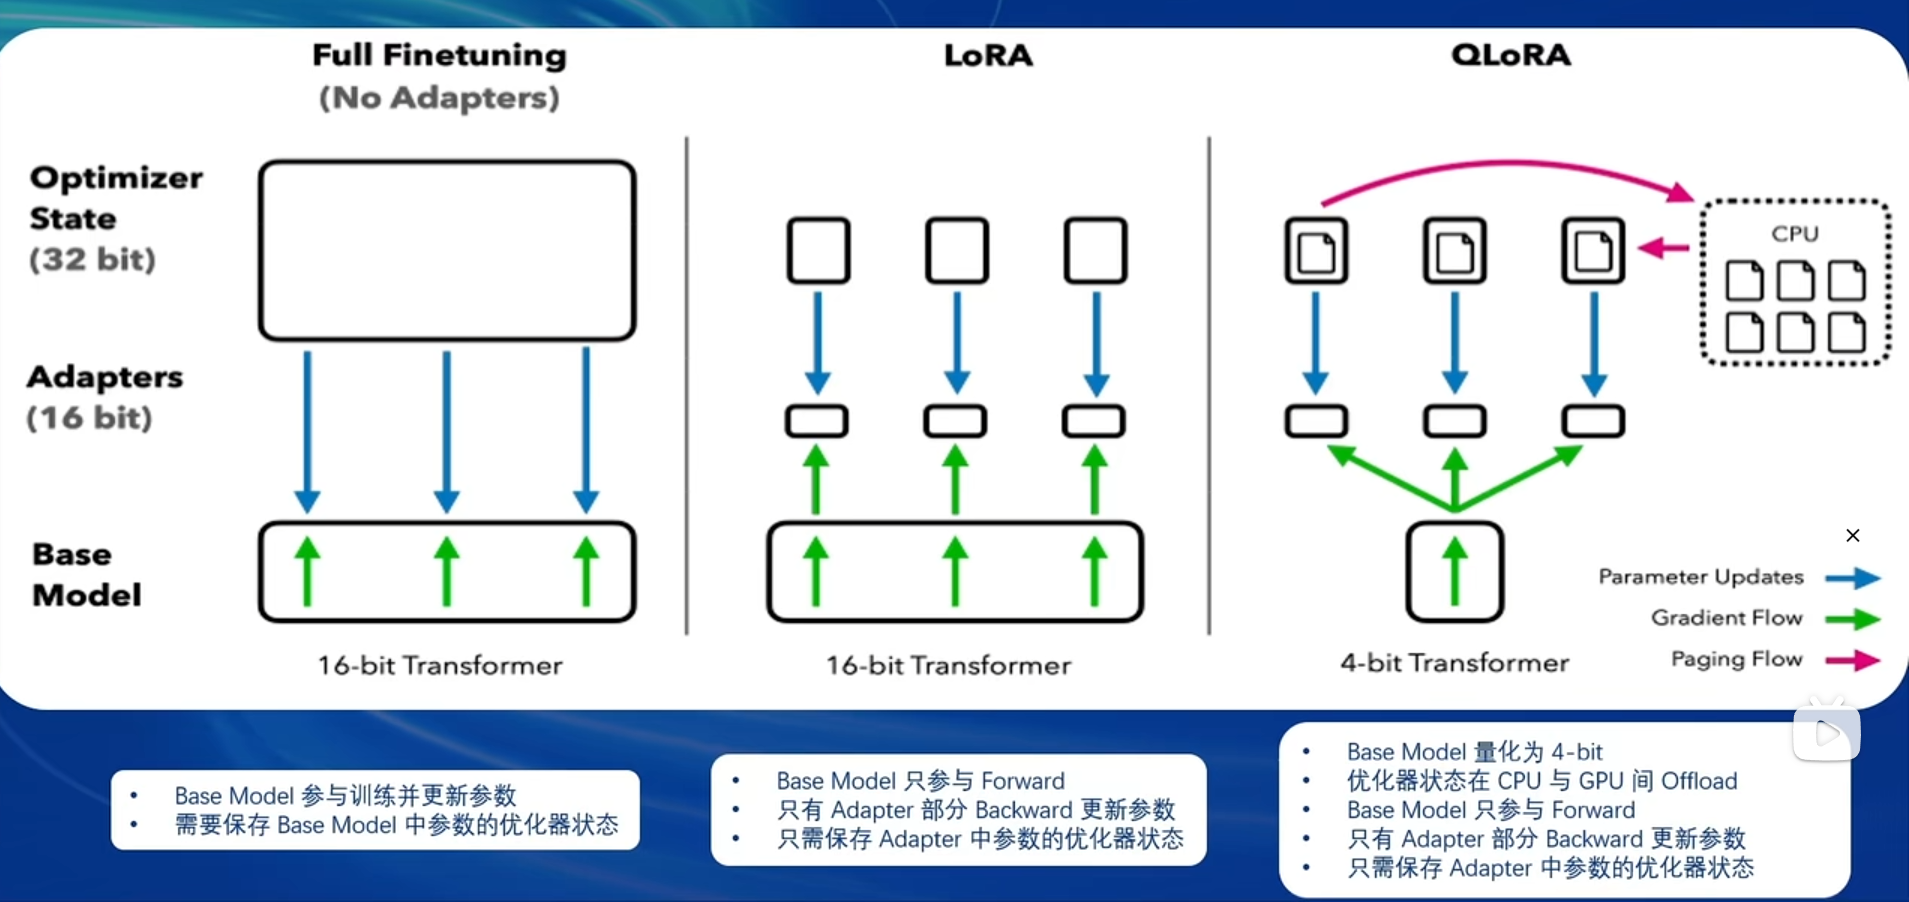 Full Finetuning
(No Adapters)
LoRA
QLoRA
Optimizer
State
(32 bit)
CPU
Adapters
(16 bit)
Base
Model
Parameter Updates
Gradient Flow
Paging Flow
16-bit Transformer
16-bit Transformer
4-bit Transformer
• Base Model 参与训练并更新参数
• 需要保存 Base Model 中参数的优化器状态
• Base Model 只参与 Forward
• 只有 Adapter 部分 Backward 更新参数
• 只需保存 Adapter 中参数的优化器状态
• Base Model 量化为 4-bit
• 优化器状态在 CPU 与 GPU 间 Offload
• Base Model 只参与 Forward
• 只有 Adapter 部分 Backward 更新参数
• 只需保存 Adapter 中参数的优化器状态